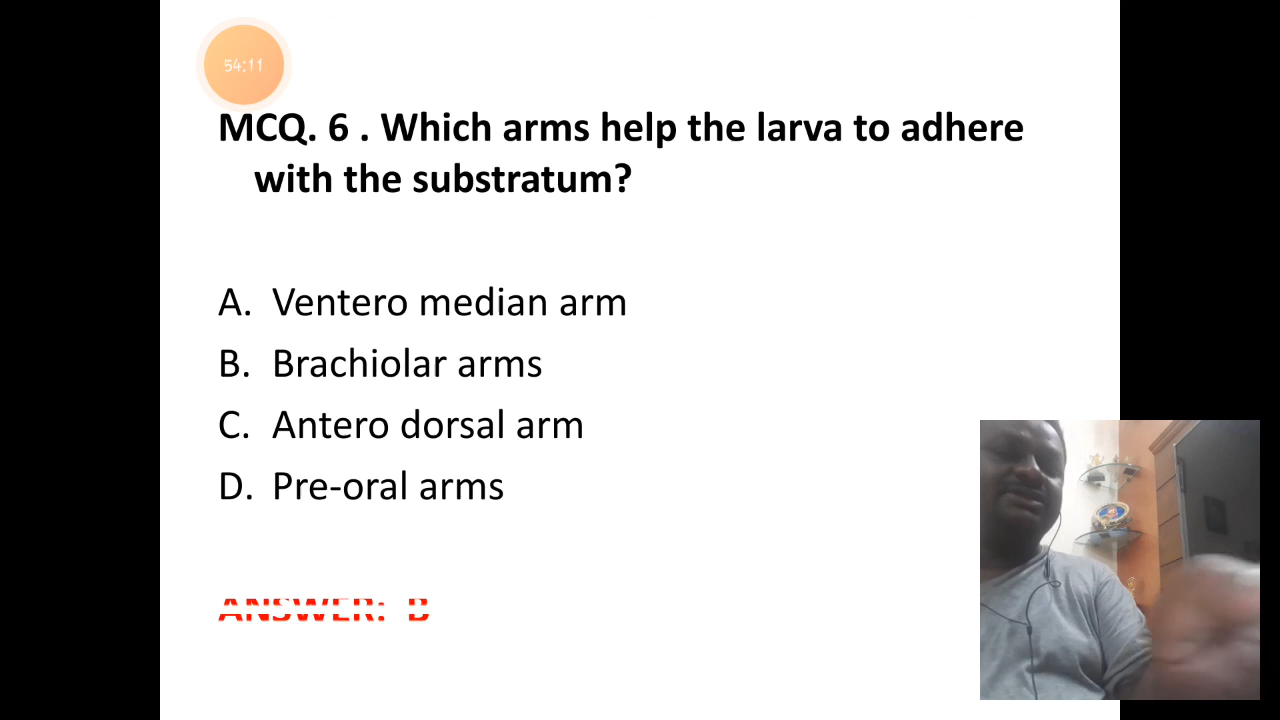 54:11
MCQ. 6 . Which arms help the larva to adhere
with the substratum?
A. Ventero median arm
B. Brachiolar arms
C. Antero dorsal arm
D. Pre-oral arms
ANSWER: B